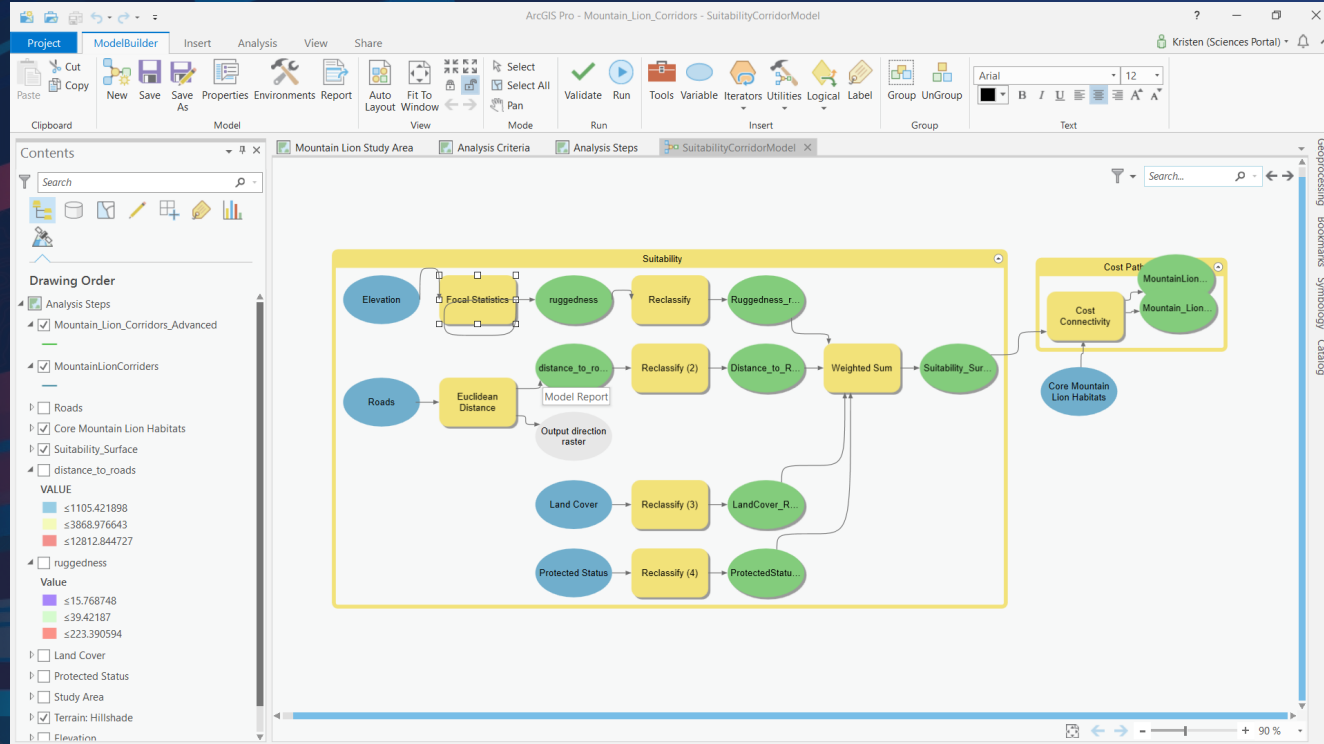 ArcGIS Pro - Mountain_Lion_Corridors - SuitabilityCorridorModel
?
Project
ModelBuilder
Insert
Analysis
View
Share
Kristen (Sciences Portal)
Paste
Cut
Copy
Clipboard
New
Save
Save As
Properties
Environments
Report
Model
Auto Layout
Fit To Window
View
Select
Select All
Pan
Mode
Validate
Run
Run
Tools
Variable
Iterators
Utilities
Logical
Label
Insert
Group
UnGroup
Group
Arial
12
B I U
A A
Text
Contents
Search
Drawing Order
Analysis Steps
Mountain_Lion_Corridors_Advanced
MountainLionCorriders
Roads
Core Mountain Lion Habitats
Suitability_Surface
distance_to_roads
VALUE
≤1105.421898
≤3868.976643
≤12812.844727
ruggedness
Value
≤15.768748
≤39.42187
≤223.390594
Land Cover
Protected Status
Study Area
Terrain: Hillshade
Elevation
Mountain Lion Study Area
Analysis Criteria
Analysis Steps
SuitabilityCorridorModel
Search...
Suitability
Elevation
Focal Statistics
ruggedness
Reclassify
Ruggedness_r...
Roads
Euclidean
Distance
distance_to_ro...
Model Report
Output direction
raster
Reclassify (2)
Distance_to_R...
Weighted Sum
Suitability_Sur...
Land Cover
Reclassify (3)
LandCover_R...
Protected Status
Reclassify (4)
ProtectedStatu...
Cost Path
MountainLion...
Mountain_Lion...
Cost
Connectivity
Core Mountain
Lion Habitats
Geoprocessing
Bookmarks
Symbology
Catalog
- + 90 %